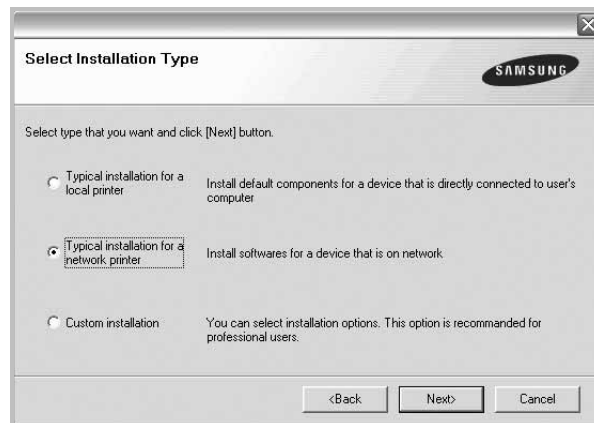 Select Installation Type
SAMSUNG
Select type that you want and click [Next] button.
Typical installation for a
local printer
Install default components for a device that is directly connected to user's
computer
Typical installation for a
network printer
Install softwares for a device that is on network
Custom installation
You can select installation options. This option is recommanded for
professional users.
<Back
Next>
Cancel